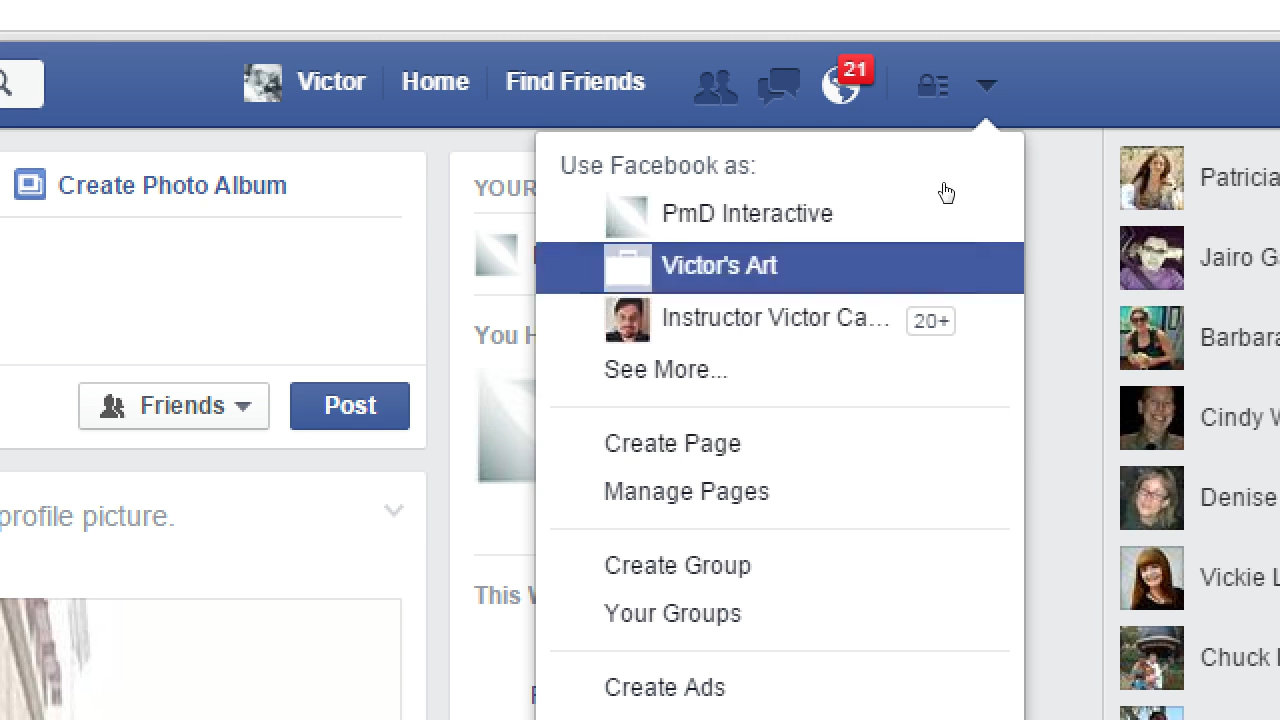 Victor Home Find Friends 21
Create Photo Album
Friends Post
profile picture.
YOUR
You H
This
Use Facebook as:
PmD Interactive
Victor's Art
Instructor Victor Ca... 20+
See More...
Create Page
Manage Pages
Create Group
Your Groups
Create Ads
Patricia
Jairo G
Barbara
Cindy
Denise
Vickie
Chuck